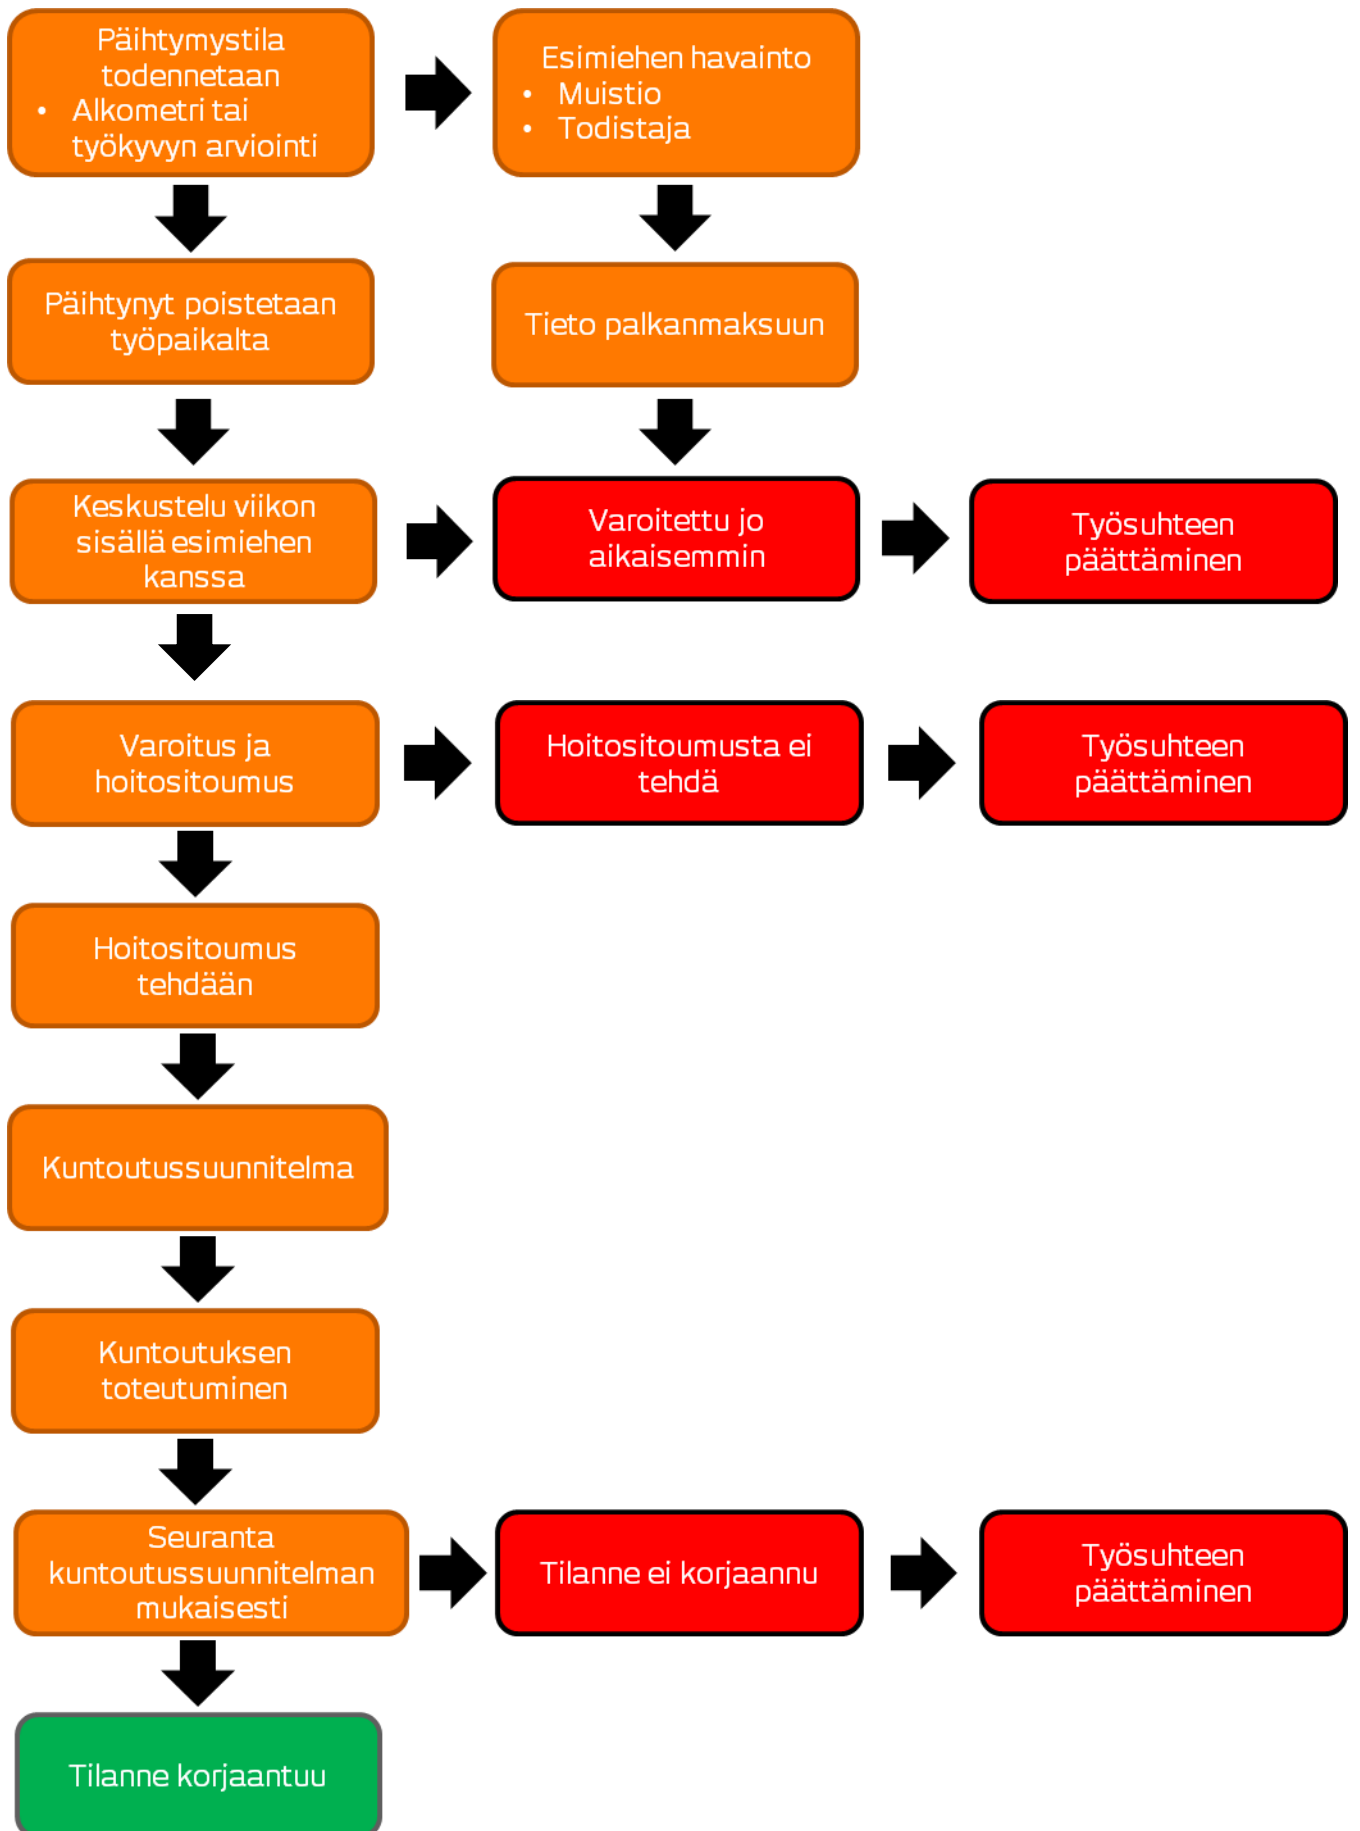 Päihtymystila
todennetaan
• Alkometri tai
työkyvyn arviointi
Esimiehen havainto
• Muistio
• Todistaja
Päihtynyt poistetaan
työpaikalta
Tieto palkanmaksuun
Keskustelu viikon
sisällä esimiehen
kanssa
Varoitettu jo
aikaisemmin
Työsuhteen
päättäminen
Varoitus ja
hoitositoumus
Hoitositoumusta ei
tehdä
Työsuhteen
päättäminen
Hoitositoumus
tehdään
Kuntoutussuunnitelma
Kuntoutuksen
toteutuminen
Seuranta
kuntoutussuunnitelman
mukaisesti
Tilanne ei korjaannu
Työsuhteen
päättäminen
Tilanne korjaantuu